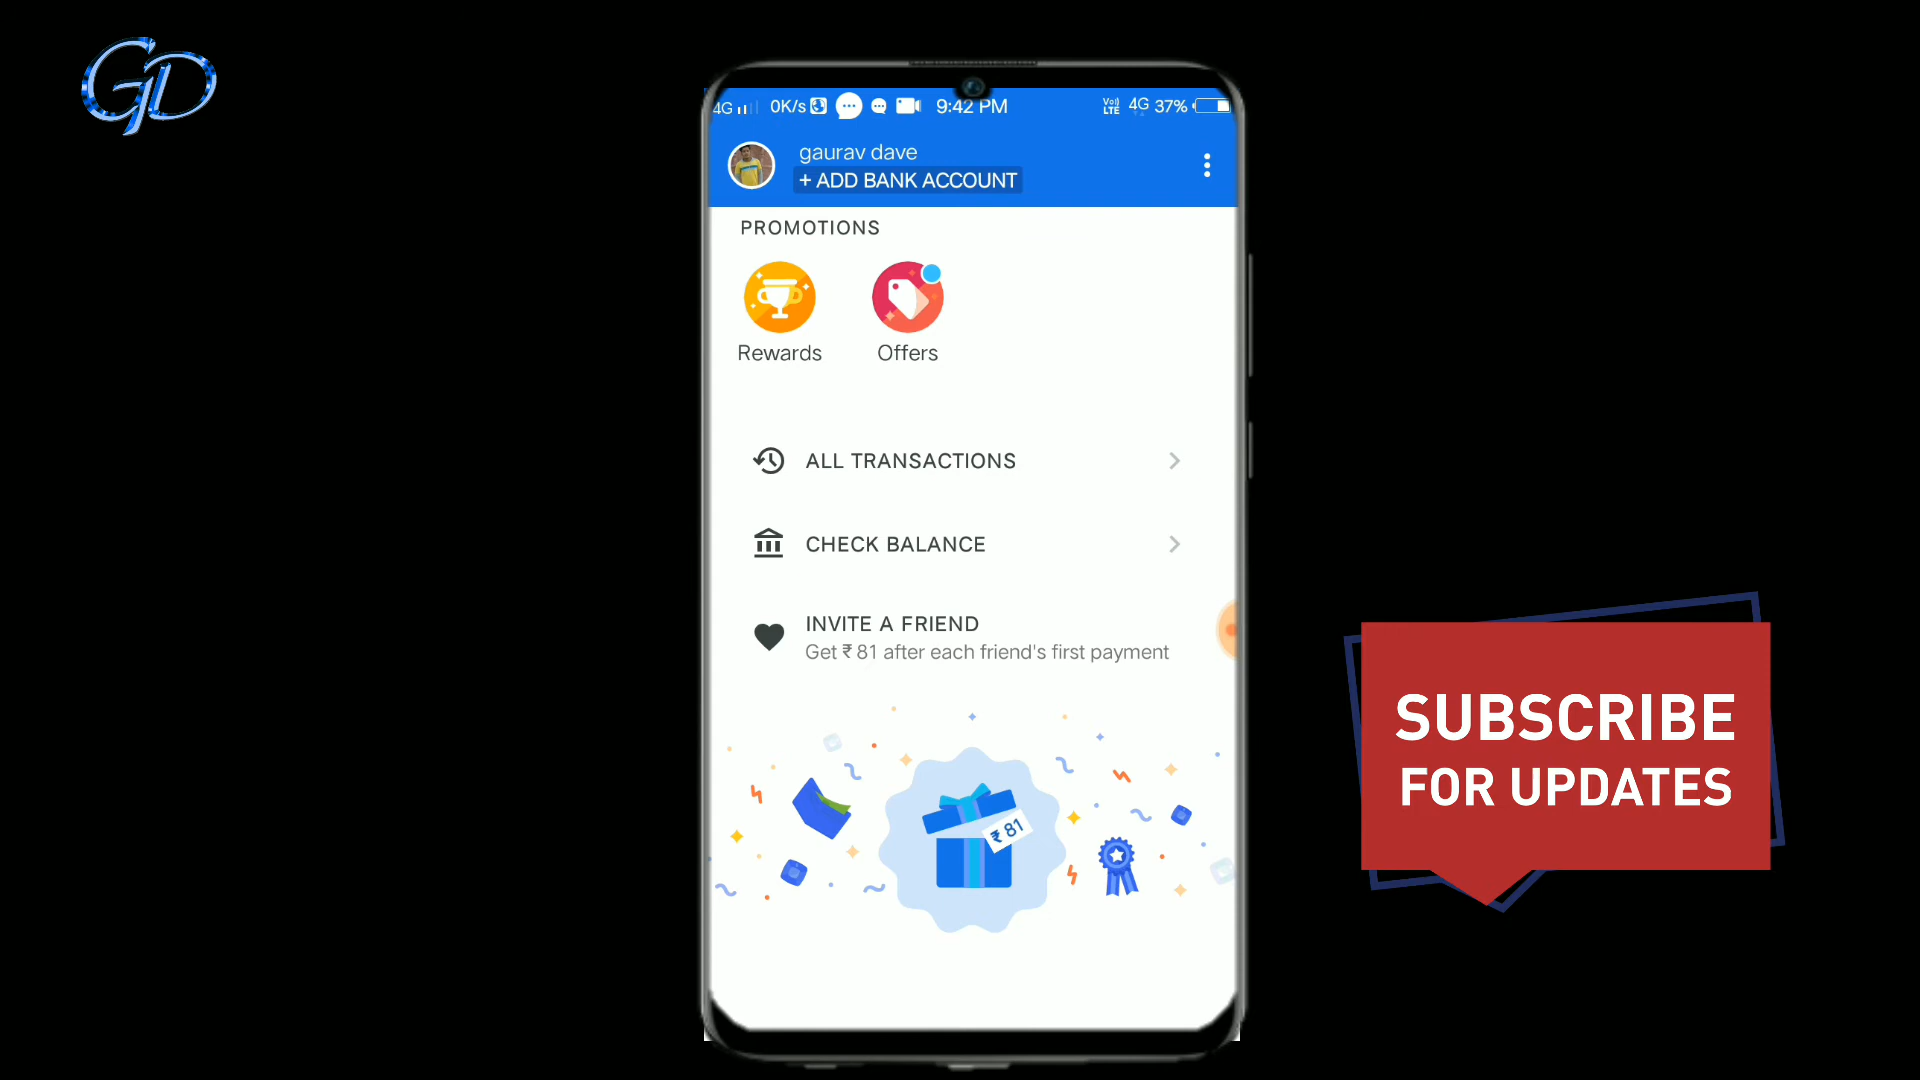 GD
4G 0K/s 9:42 PM VoLTE 4G 37%
gaurav dave
+ ADD BANK ACCOUNT
PROMOTIONS
Rewards Offers
ALL TRANSACTIONS
CHECK BALANCE
INVITE A FRIEND
Get ₹ 81 after each friend's first payment
₹ 81
SUBSCRIBE
FOR UPDATES